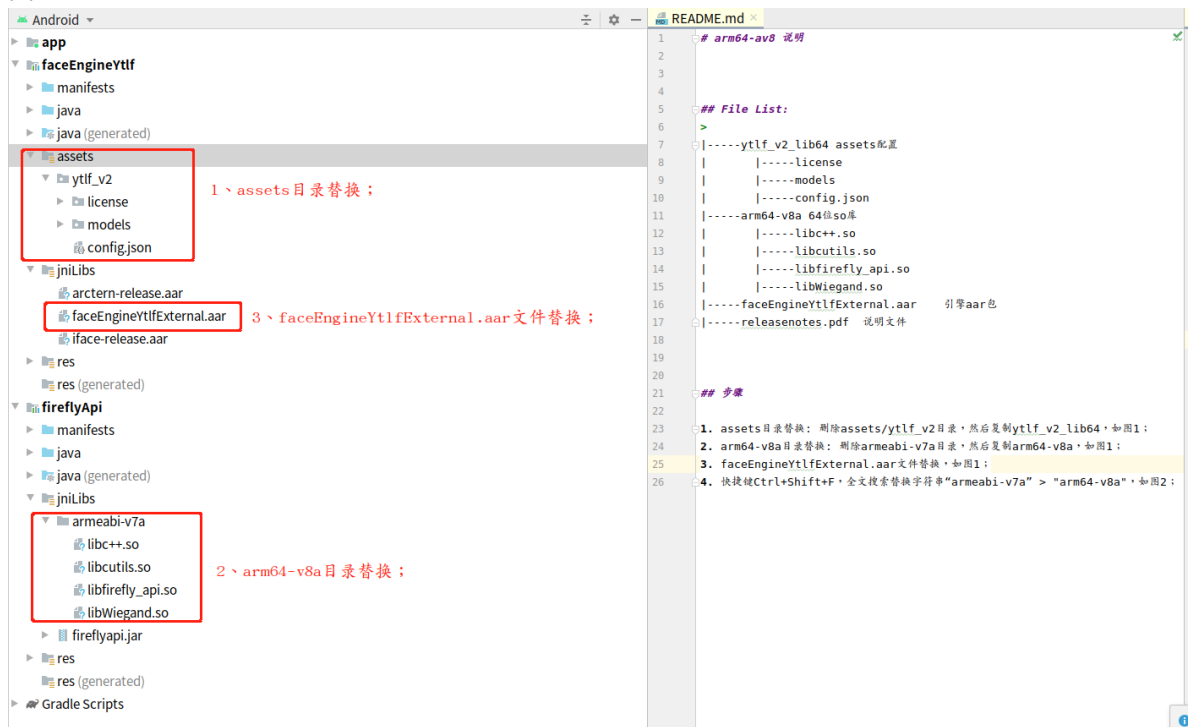 Android
app
faceEngineYtlf
manifests
java
java (generated)
assets
ytlf_v2
license
models
config.json
1、assets目录替换；
jniLibs
arctern-release.aar
faceEngineYtlfExternal.aar
3、faceEngineYtlfExternal.aar文件替换；
iface-release.aar
res
res (generated)
fireflyApi
manifests
java
java (generated)
jniLibs
armeabi-v7a
libc++.so
libcutils.so
libfirefly_api.so
libWiegand.so
2、arm64-v8a目录替换；
fireflyapi.jar
res
res (generated)
Gradle Scripts
README.md
1 # arm64-av8 说明
2
3
4
5 ## File List:
6 >
7 |-----ytlf_v2_lib64 assets配置
8 | |-----license
9 | |-----models
10 | |-----config.json
11 |-----arm64-v8a 64位so库
12 | |-----libc++.so
13 | |-----libcutils.so
14 | |-----libfirefly_api.so
15 | |-----libWiegand.so
16 |-----faceEngineYtlfExternal.aar 引擎aar包
17 |-----releasenotes.pdf 说明文件
18
19
20
21 ## 步骤
22
23 1. assets目录替换: 删除assets/ytlf_v2目录，然后复制ytlf_v2_lib64，如图1；
24 2. arm64-v8a目录替换: 删除armeabi-v7a目录，然后复制arm64-v8a，如图1；
25 3. faceEngineYtlfExternal.aar文件替换，如图1；
26 4. 快捷键Ctrl+Shift+F，全文搜索替换字符串“armeabi-v7a” > "arm64-v8a"，如图2；